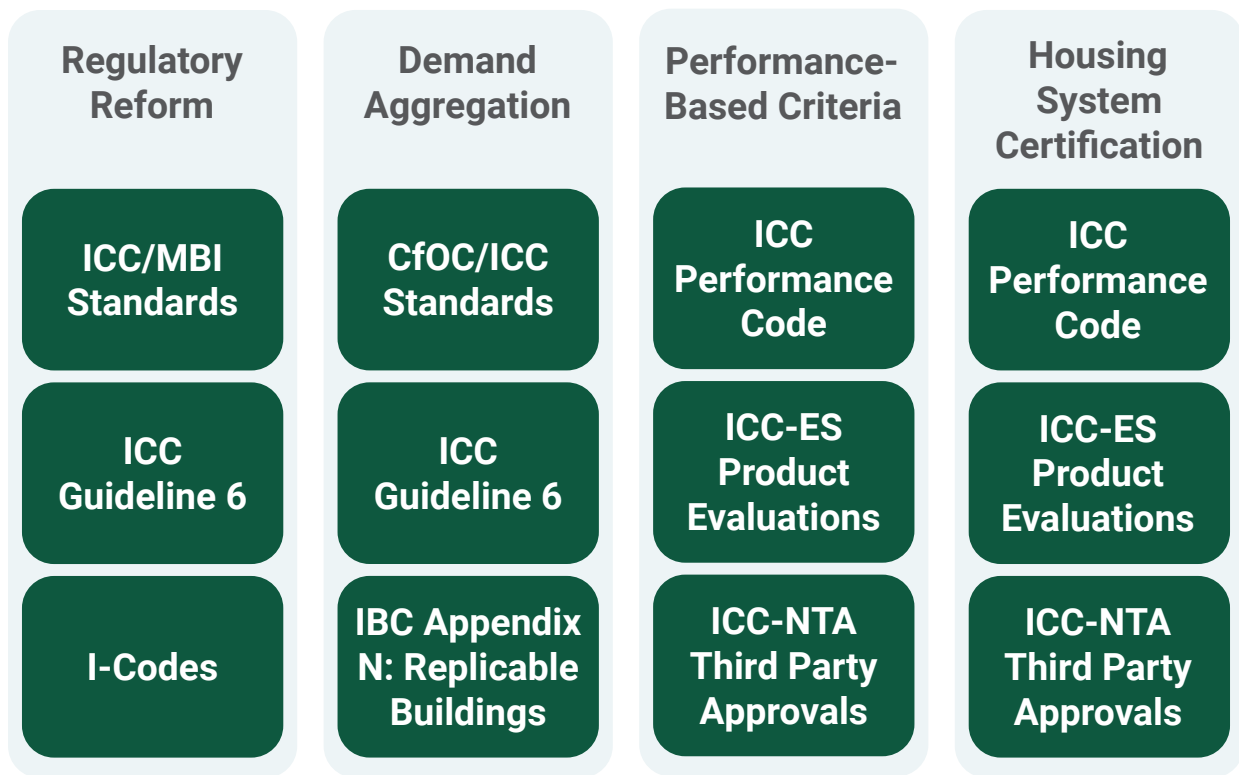 Regulatory
Reform
ICC/MBI
Standards
ICC
Guideline 6
I-Codes
Demand
Aggregation
CfOC/ICC
Standards
ICC
Guideline 6
IBC Appendix
N: Replicable
Buildings
Performance-
Based Criteria
ICC
Performance
Code
ICC-ES
Product
Evaluations
ICC-NTA
Third Party
Approvals
Housing
System
Certification
ICC
Performance
Code
ICC-ES
Product
Evaluations
ICC-NTA
Third Party
Approvals